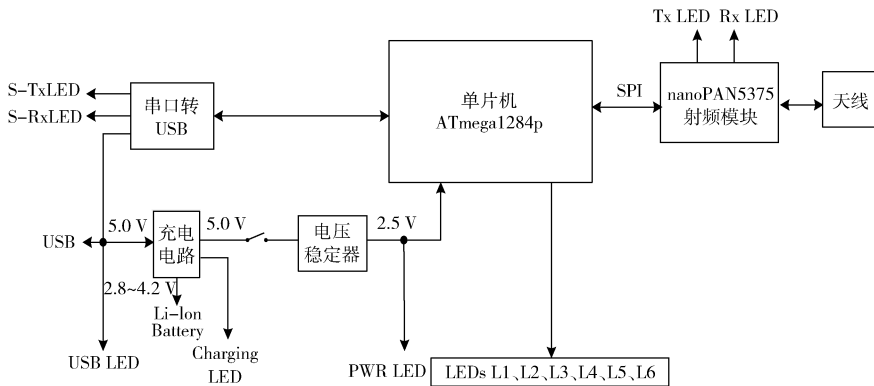 Tx LED
Rx LED
S-TxLED
S-RxLED
串口转
USB
单片机
ATmega1284p
SPI
nanoPAN5375
射频模块
天线
USB
5.0 V
充电
电路
5.0 V
电压
稳定器
2.5 V
2.8~4.2 V
Li-Ion
Battery
USB LED
Charging
LED
PWR LED
LEDs L1、L2、L3、L4、L5、L6